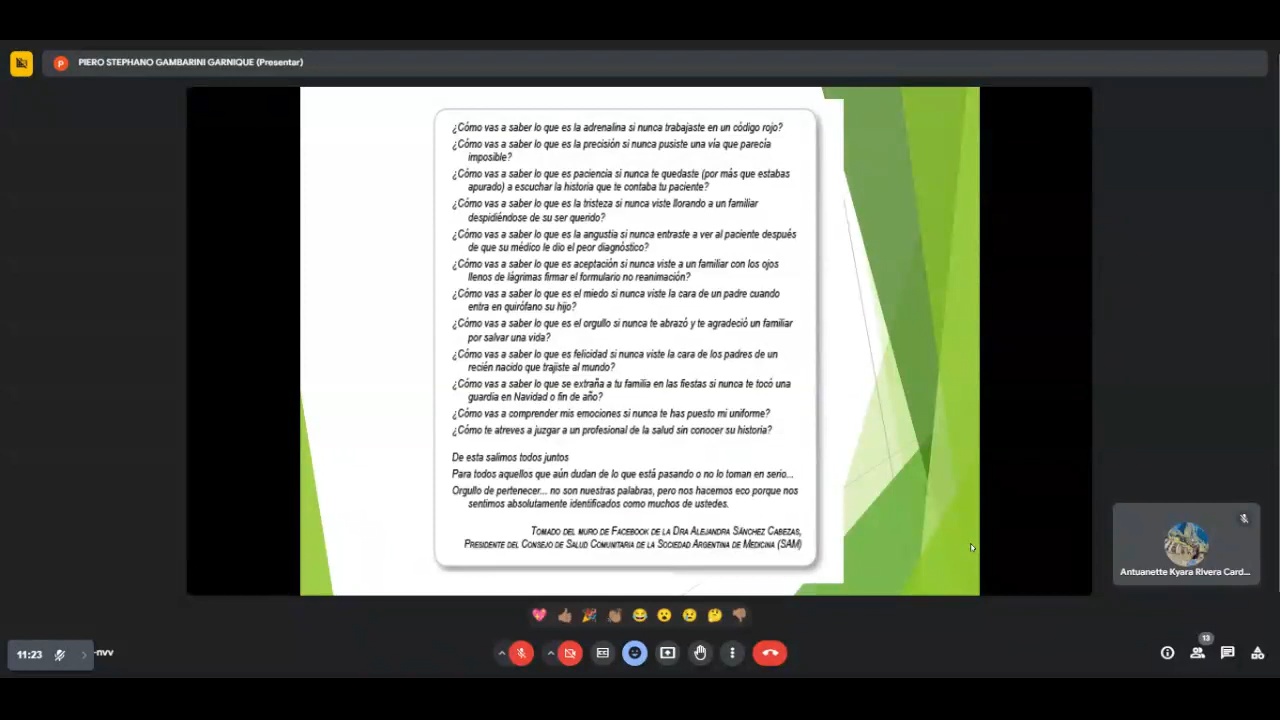 PIERO STEPHANO GAMBARINI GARNIQUE (Presentar)
¿Cómo vas a saber lo que es la adrenalina si nunca trabajaste en un código rojo?
¿Cómo vas a saber lo que es la precisión si nunca pusiste una vía que parecía
imposible?
¿Cómo vas a saber lo que es paciencia si nunca te quedaste (por más que estabas
apurado) a escuchar la historia que te contaba tu paciente?
¿Cómo vas a saber lo que es la tristeza si nunca viste llorando a un familiar
despidiéndose de su ser querido?
¿Cómo vas a saber lo que es la angustia si nunca entraste a ver al paciente después
de que su médico le dio el peor diagnóstico?
¿Cómo vas a saber lo que es aceptación si nunca viste a un familiar con los ojos
llenos de lágrimas firmar el formulario no reanimación?
¿Cómo vas a saber lo que es el miedo si nunca viste la cara de un padre cuando
entra en quirófano su hijo?
¿Cómo vas a saber lo que es el orgullo si nunca te abrazó y te agradeció un familiar
por salvar una vida?
¿Cómo vas a saber lo que es felicidad si nunca viste la cara de los padres de un
recién nacido que trajiste al mundo?
¿Cómo vas a saber lo que se extraña a tu familia en las fiestas si nunca te tocó una
guardia en Navidad o fin de año?
¿Cómo vas a comprender mis emociones si nunca te has puesto mi uniforme?
¿Cómo te atreves a juzgar a un profesional de la salud sin conocer su historia?
De esta salimos todos juntos
Para todos aquellos que aún dudan de lo que está pasando o no lo toman en serio...
Orgullo de pertenecer... no son nuestras palabras, pero nos hacemos eco porque nos
sentimos absolutamente identificados como muchos de ustedes.
Tomado del muro de Facebook de la Dra Alejandra Sánchez Cabezas,
Presidente del Consejo de Salud Comunitaria de la Sociedad Argentina de Medicina (SAM)
Antuanette Kyara Rivera Card...
11:23
-nvv
13